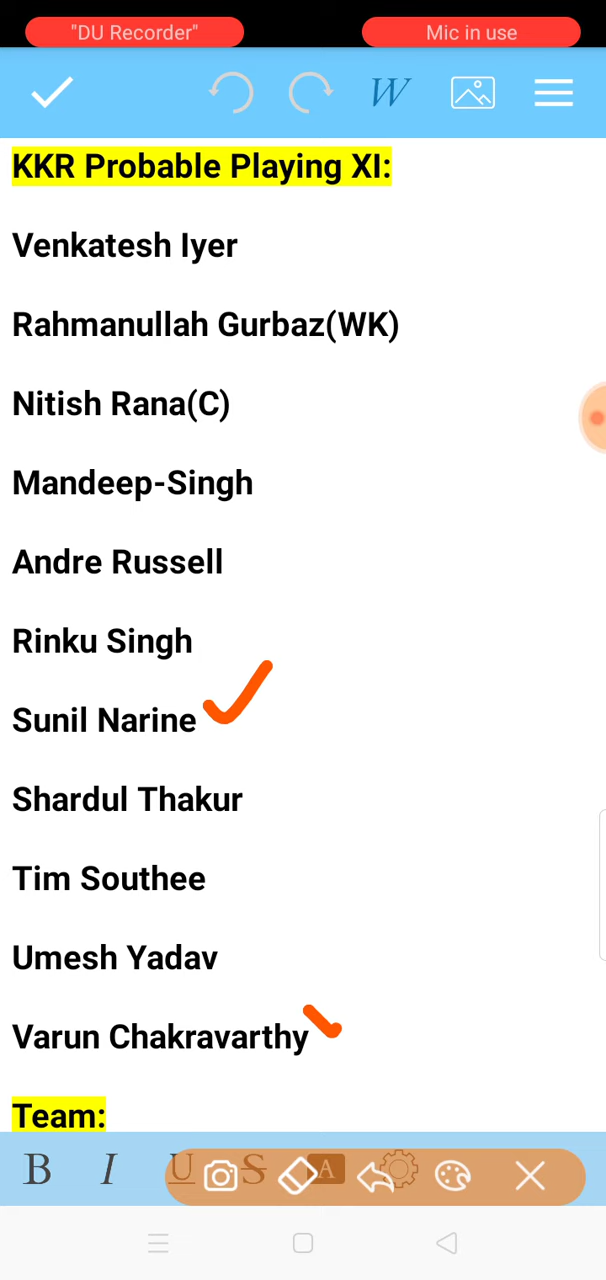 "DU Recorder" Mic in use
W
KKR Probable Playing XI:
Venkatesh Iyer
Rahmanullah Gurbaz(WK)
Nitish Rana(C)
Mandeep-Singh
Andre Russell
Rinku Singh
Sunil Narine
Shardul Thakur
Tim Southee
Umesh Yadav
Varun Chakravarthy
Team:
B I U S A